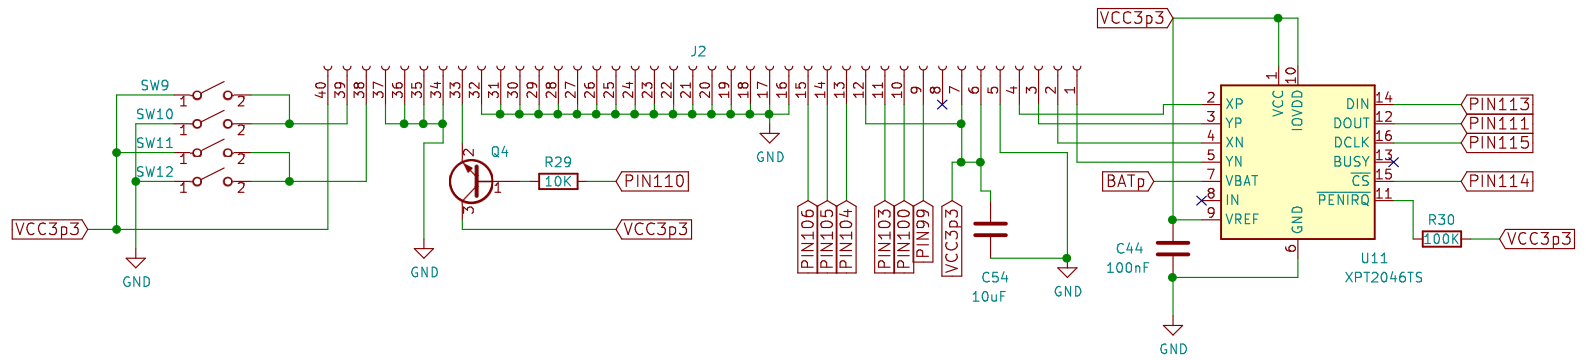 VCC3p3
J2
SW9
1 2
SW10
1 2
SW11
1 2
SW12
1 2
VCC3p3
GND
40 39 38 37 36 35 34 33 32 31 30 29 28 27 26 25 24 23 22 21 20 19 18 17 16 15 14 13 12 11 10 9 8 7 6 5 4 3 2 1
GND
Q4
2
1
3
R29
10K
PIN110
VCC3p3
GND
PIN106
PIN105
PIN104
PIN103
PIN100
PIN99
VCC3p3
C54
10uF
GND
1 10
VCC IOVDD
2 XP
3 YP
4 XN
5 YN
BATp
7 VBAT
8 IN
9 VREF
GND
6
DIN 14 PIN113
DOUT 12 PIN111
DCLK 16 PIN115
BUSY 13
CS 15 PIN114
PENIRQ 11
R30
100K
VCC3p3
U11
XPT2046TS
C44
100nF
GND